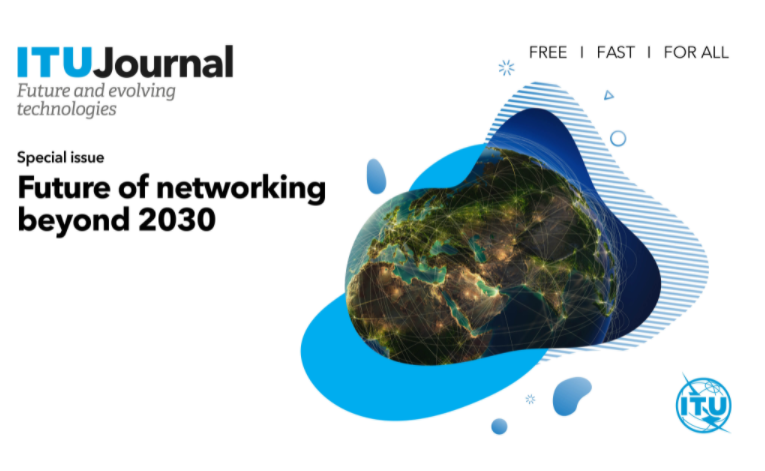 ITUJournal
Future and evolving
technologies
FREE I FAST I FOR ALL
Special issue
Future of networking
beyond 2030
ITU